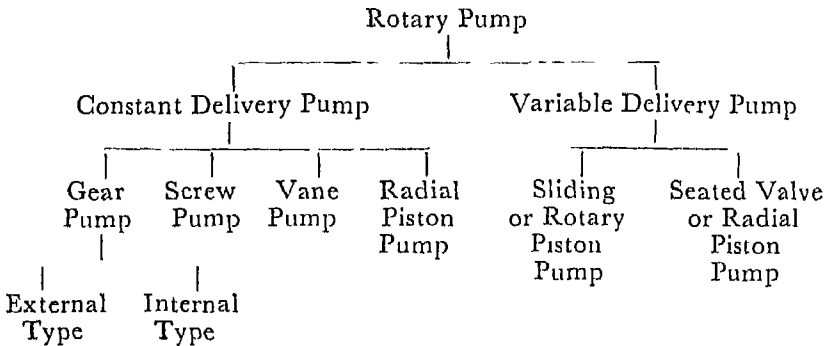 Rotary Pump
Constant Delivery Pump Variable Delivery Pump
Gear Screw Vane Radial Sliding Seated Valve
Pump Pump Pump Piston or Rotary or Radial
Pump Piston Piston
Pump Pump
External Internal
Type Type